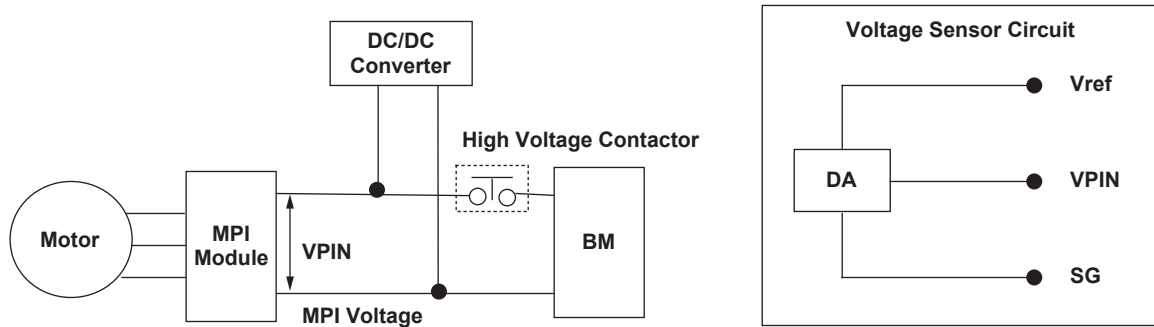 DC/DC
Converter
High Voltage Contactor
Motor
MPI
Module
VPIN
BM
MPI Voltage
Voltage Sensor Circuit
Vref
DA
VPIN
SG